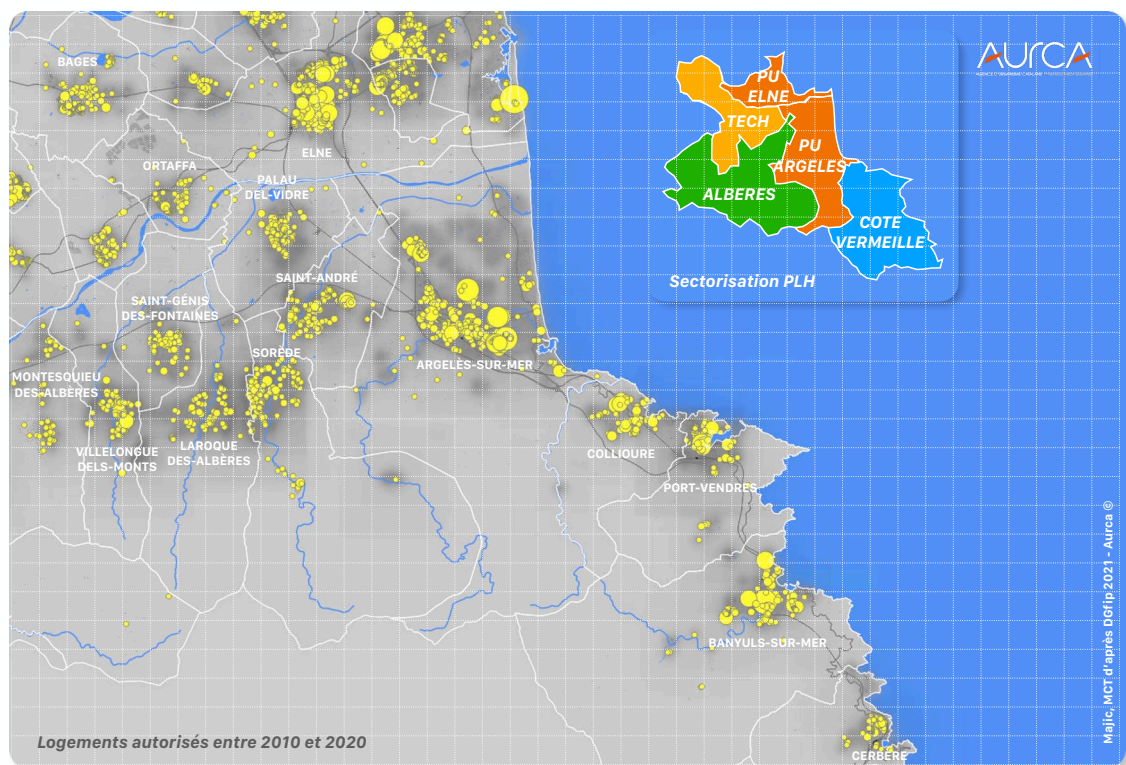 BAGES
ELNE
ORTAFFA
PALAU
DEL-VIDRE
SAINT-ANDRÉ
SAINT-GÉNIS
DES-FONTAINES
SORÈDE
ARGELÈS-SUR-MER
MONTESQUIEU
DES-ALBÈRES
VILLELONGUE
DELS-MONTS
LAROQUE
DES-ALBÈRES
COLLIOURE
PORT-VENDRES
BANYULS-SUR-MER
CERBÈRE
Logements autorisés entre 2010 et 2020
PU
ELNE
TECH
PU
ARGELES
ALBERES
COTE
VERMEILLE
Sectorisation PLH
AURCA
Majic, MCT d'après DGfip 2021 - Aurca ©